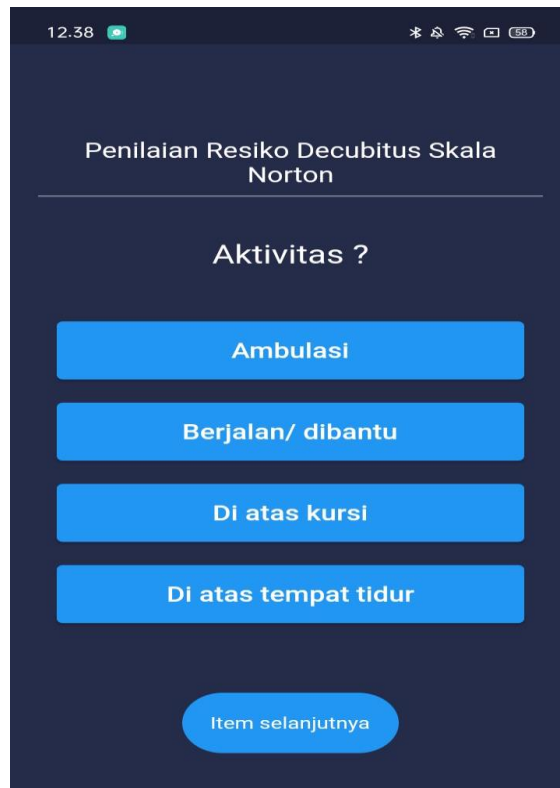 12.38
58
Penilaian Resiko Decubitus Skala
Norton
Aktivitas ?
Ambulasi
Berjalan/ dibantu
Di atas kursi
Di atas tempat tidur
Item selanjutnya